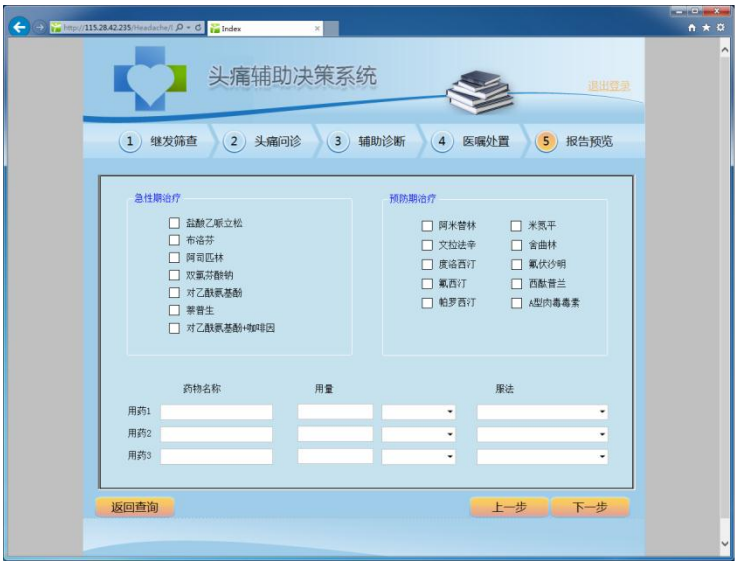 http://115.28.42.235/Headache/I
Index
头痛辅助决策系统
退出登录
1 继发筛查 2 头痛问诊 3 辅助诊断 4 医嘱处置 5 报告预览
急性期治疗
盐酸乙哌立松
布洛芬
阿司匹林
双氯芬酸钠
对乙酰氨基酚
萘普生
对乙酰氨基酚+咖啡因
预防期治疗
阿米替林 米氮平
文拉法辛 舍曲林
度洛西汀 氟伏沙明
氟西汀 西酞普兰
帕罗西汀 A型肉毒毒素
药物名称 用量 服法
用药1
用药2
用药3
返回查询 上一步 下一步